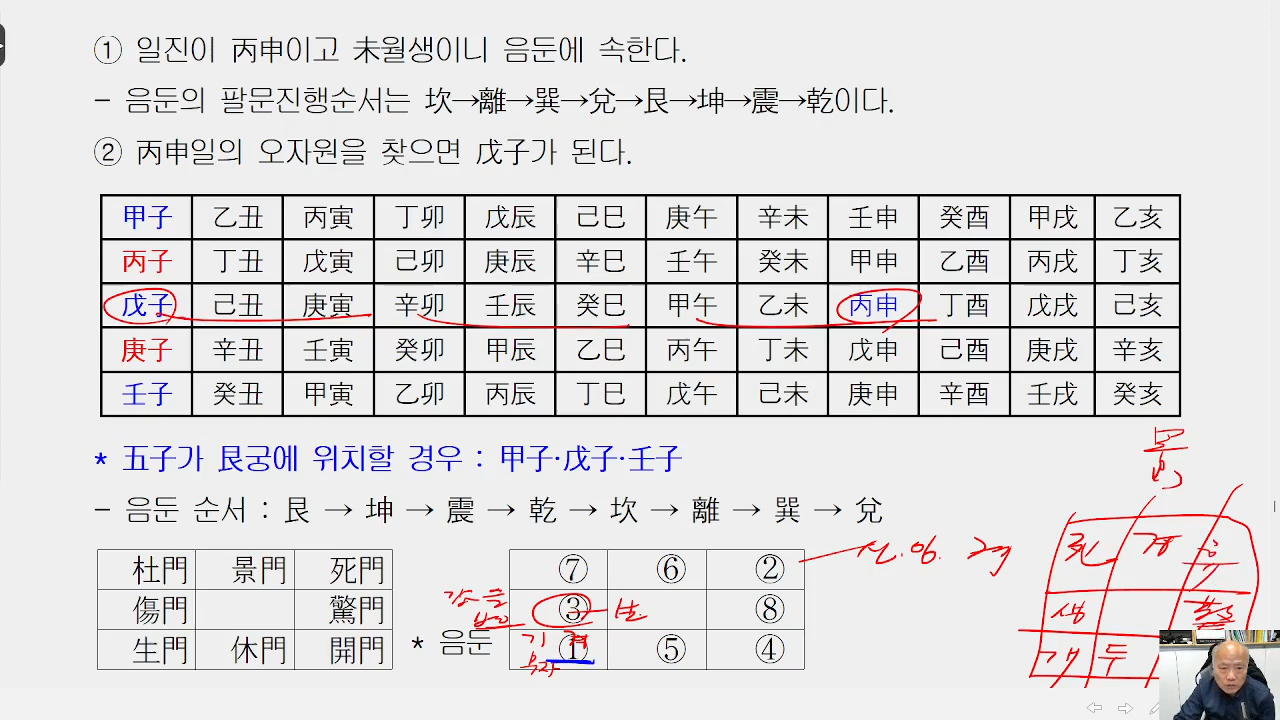 ① 일진이 丙申이고 未월생이니 음둔에 속한다.
- 음둔의 팔문진행순서는 坎→離→巽→兌→艮→坤→震→乾이다.
② 丙申일의 오자원을 찾으면 戊子가 된다.
甲子 乙丑 丙寅 丁卯 戊辰 己巳 庚午 辛未 壬申 癸酉 甲戌 乙亥
丙子 丁丑 戊寅 己卯 庚辰 辛巳 壬午 癸未 甲申 乙酉 丙戌 丁亥
戊子 己丑 庚寅 辛卯 壬辰 癸巳 甲午 乙未 丙申 丁酉 戊戌 己亥
庚子 辛丑 壬寅 癸卯 甲辰 乙巳 丙午 丁未 戊申 己酉 庚戌 辛亥
壬子 癸丑 甲寅 乙卯 丙辰 丁巳 戊午 己未 庚申 辛酉 壬戌 癸亥
* 五子가 艮궁에 위치할 경우 : 甲子·戊子·壬子
- 음둔 순서 : 艮 → 坤 → 震 → 乾 → 坎 → 離 → 巽 → 兌
杜門 景門 死門
傷門 驚門
生門 休門 開門
* 음둔
⑦ ⑥ ②
③ ⑧
① ⑤ ④
死 경
생
개 두